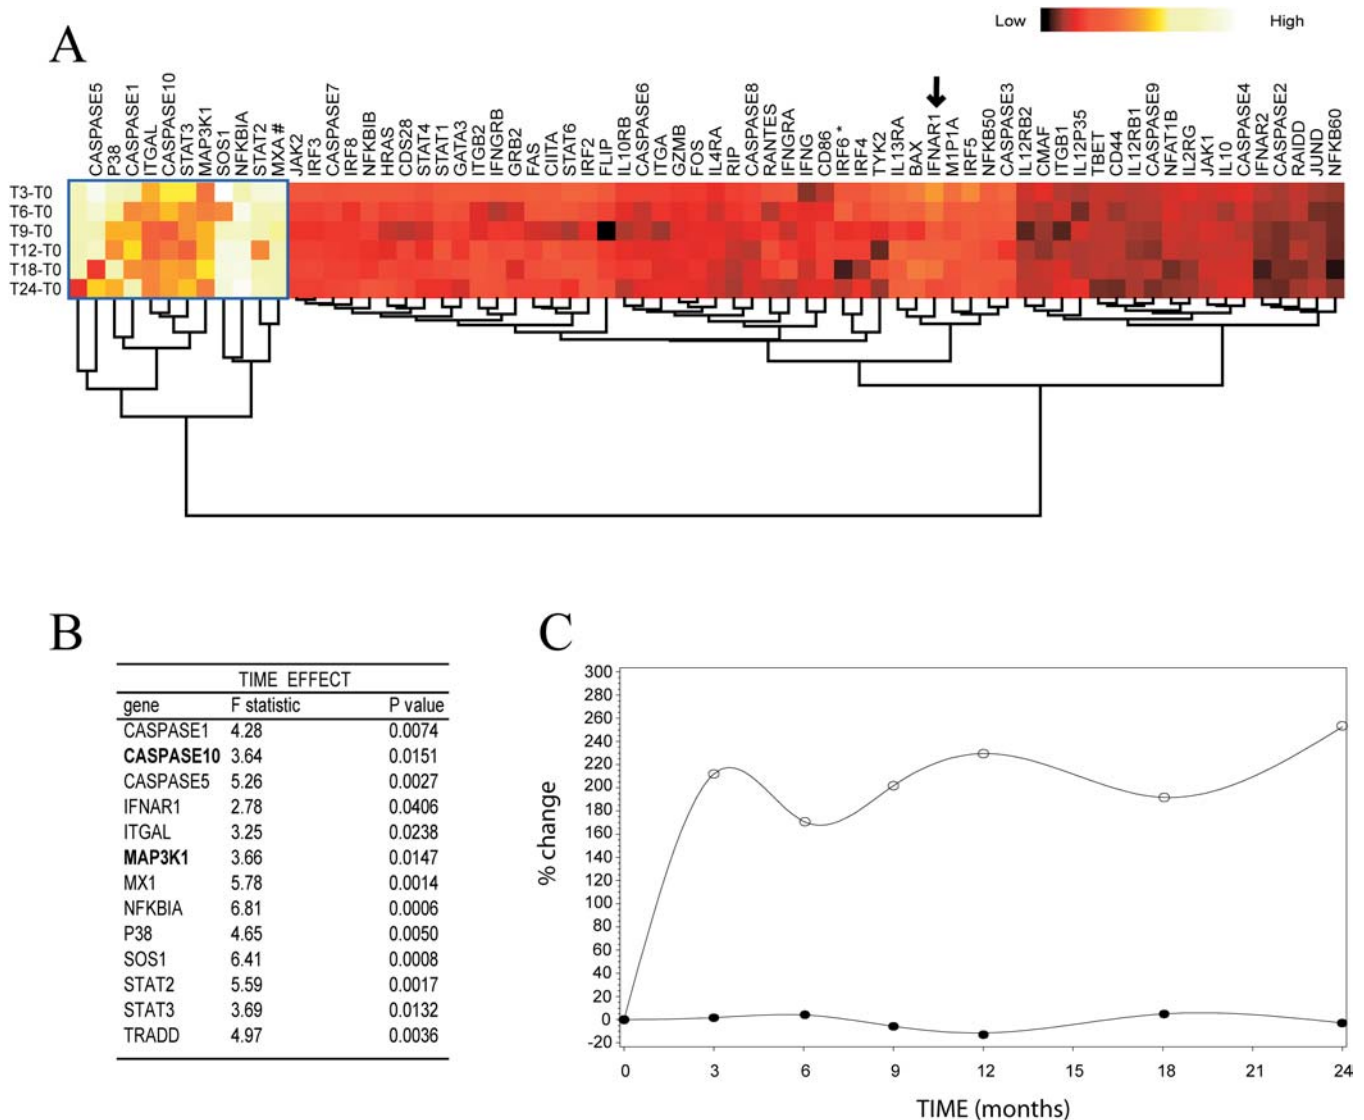 Low High
A
CASPASE5 P38 CASPASE1 ITGAL CASPASE10 STAT3 MAP3K1 SOS1 NFKBIA STAT2 MXA# JAK2 IRF3 CASPASE7 IRF8 NFKBIB HRAS CDS28 STAT4 STAT1 GATA3 ITGB2 IFNGRB GRB2 FAS CIITA STAT6 IRF2 FLIP IL10RB CASPASE6 ITGA GZMB FOS IL4RA RIP CASPASE8 RANTES IFNGRA IFNG CD86 IRF6* IRF4 TYK2 IL13RA BAX IFNAR1 M1P1A IRF5 NFKB50 CASPASE3 IL12RB2 CMAF ITGB1 IL12P35 TBET CD44 IL12RB1 CASPASE9 NFAT1B IL2RG JAK1 IL10 CASPASE4 IFNAR2 CASPASE2 RAIDD JUND NFKB60
T3-T0
T6-T0
T9-T0
T12-T0
T18-T0
T24-T0
B
TIME EFFECT
gene F statistic P value
CASPASE1 4.28 0.0074
CASPASE10 3.64 0.0151
CASPASE5 5.26 0.0027
IFNAR1 2.78 0.0406
ITGAL 3.25 0.0238
MAP3K1 3.66 0.0147
MX1 5.78 0.0014
NFKBIA 6.81 0.0006
P38 4.65 0.0050
SOS1 6.41 0.0008
STAT2 5.59 0.0017
STAT3 3.69 0.0132
TRADD 4.97 0.0036
C
300
280
260
240
220
200
180
160
140
120
100
80
60
40
20
0
-20
% change
0 3 6 9 12 15 18 21 24
TIME (months)